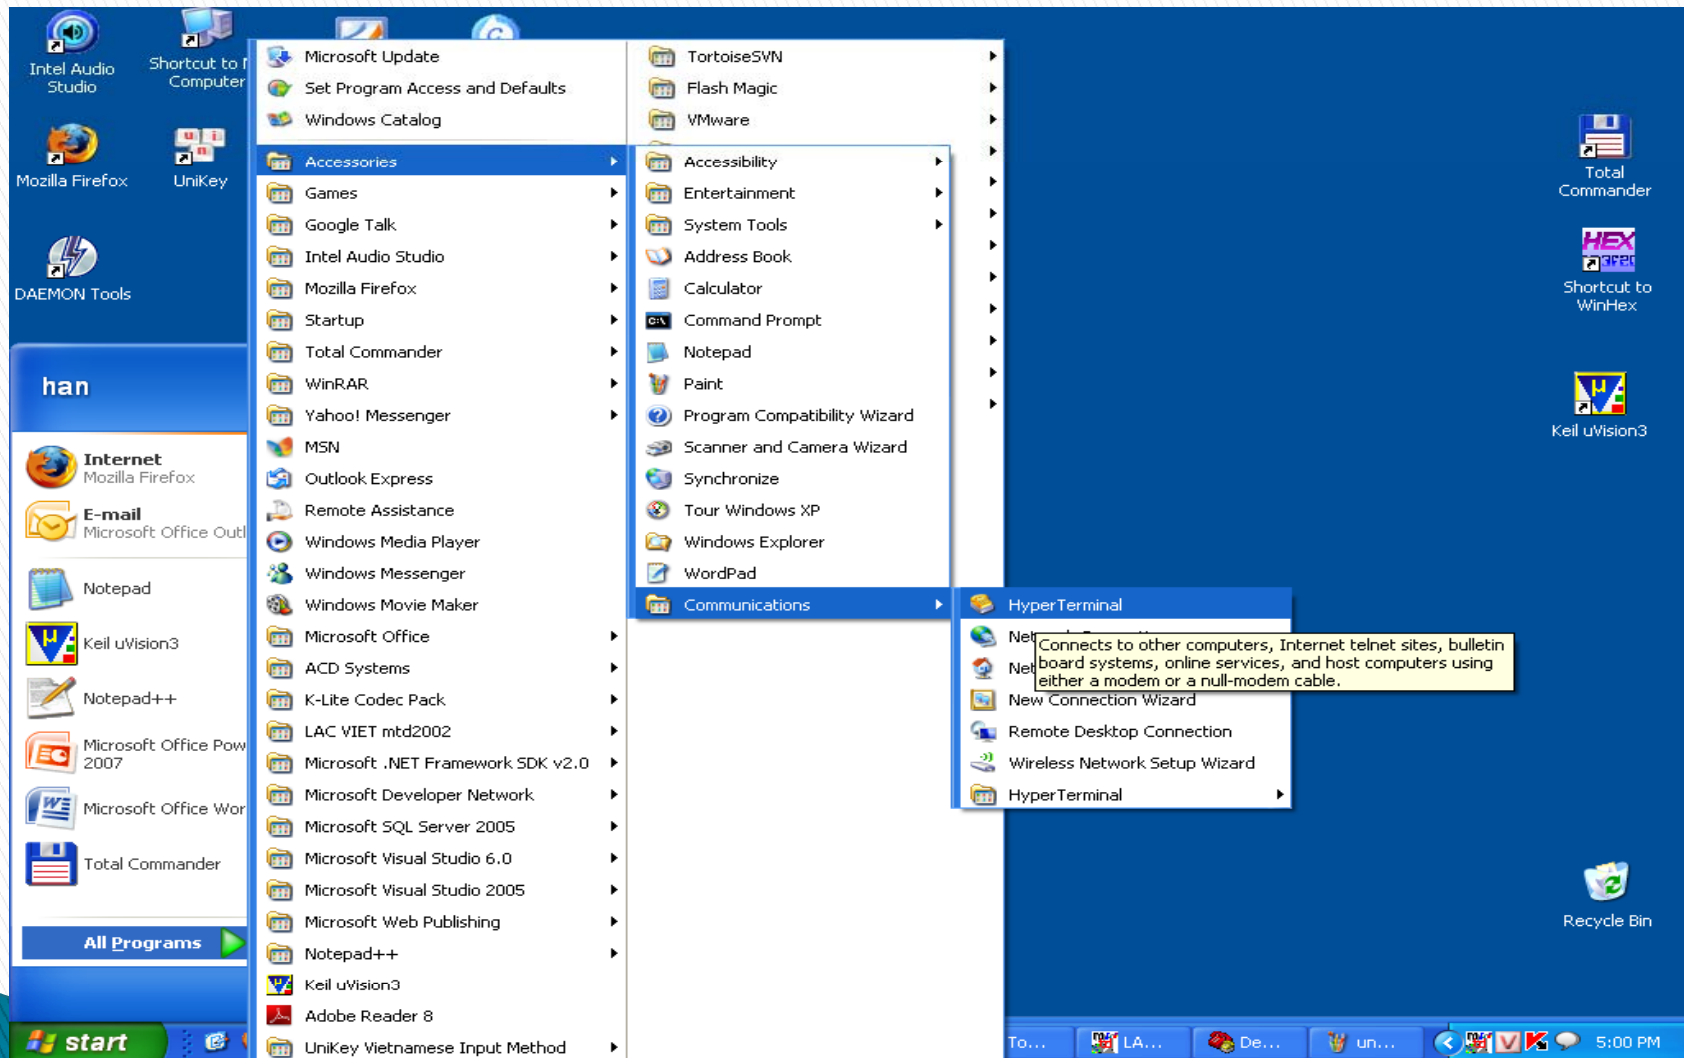 Intel Audio
Studio
Shortcut to
Computer
Mozilla Firefox
UniKey
DAEMON Tools
han
Internet
Mozilla Firefox
E-mail
Microsoft Office
Notepad
Keil uVision3
Notepad++
Microsoft Office
2007
Microsoft Office
Total Commander
All Programs
start
Microsoft Update
Set Program Access and Defaults
Windows Catalog
Accessories
Games
Google Talk
Intel Audio Studio
Mozilla Firefox
Startup
Total Commander
WinRAR
Yahoo! Messenger
MSN
Outlook Express
Remote Assistance
Windows Media Player
Windows Messenger
Windows Movie Maker
Microsoft Office
ACD Systems
K-Lite Codec Pack
LAC VIET mtd2002
Microsoft .NET Framework SDK v2.0
Microsoft Developer Network
Microsoft SQL Server 2005
Microsoft Visual Studio 6.0
Microsoft Visual Studio 2005
Microsoft Web Publishing
Notepad++
Keil uVision3
Adobe Reader 8
UniKey Vietnamese Input Method
TortoiseSVN
Flash Magic
VMware
Accessibility
Entertainment
System Tools
Address Book
Calculator
Command Prompt
Notepad
Paint
Program Compatibility Wizard
Scanner and Camera Wizard
Synchronize
Tour Windows XP
Windows Explorer
WordPad
Communications
HyperTerminal
Connects to other computers, Internet telnet sites, bulletin
board systems, online services, and host computers using
either a modem or a null-modem cable.
New Connection Wizard
Remote Desktop Connection
Wireless Network Setup Wizard
HyperTerminal
Total
Commander
HEX
Shortcut to
WinHex
Keil uVision3
Recycle Bin
To...
LA...
De...
un...
5:00 PM